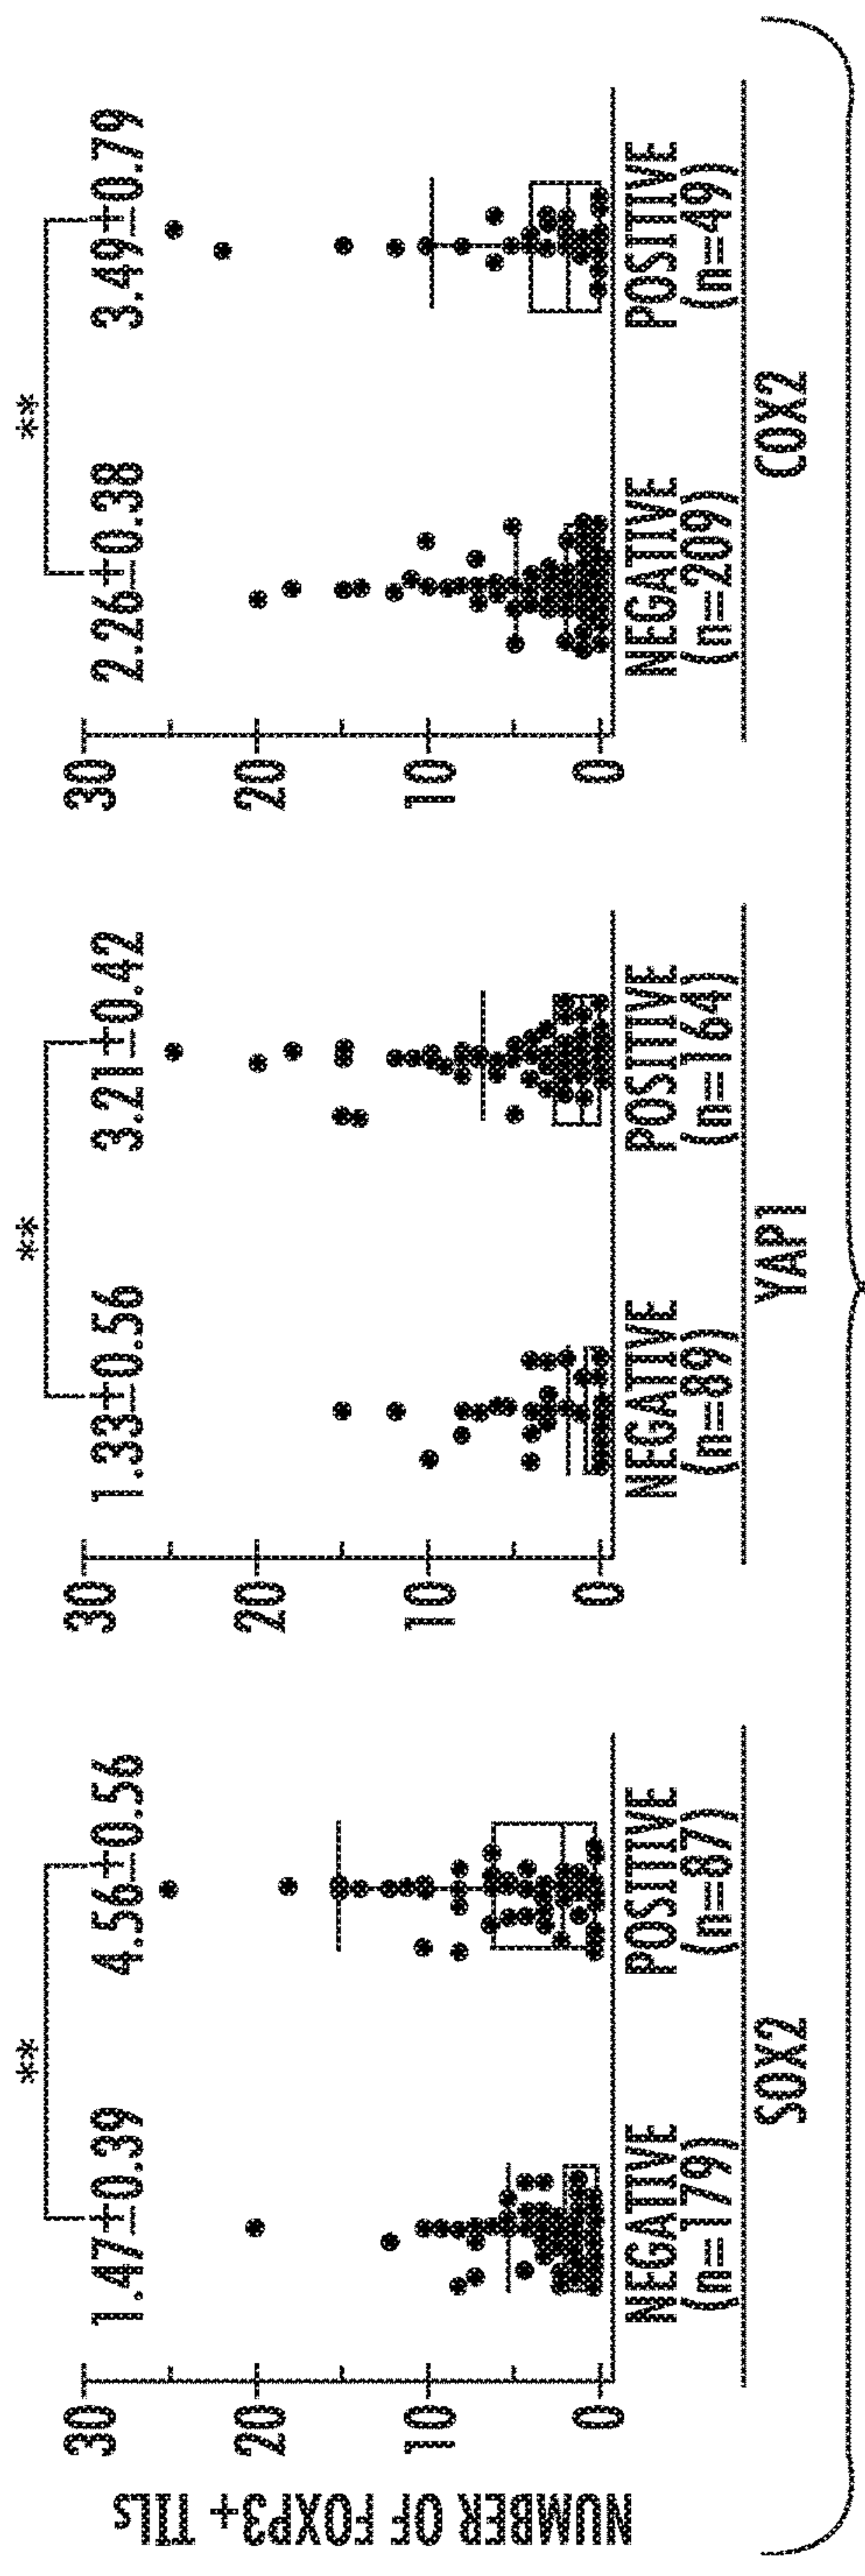 NUMBER OF FOXP3+ TILs
**
1.47±0.39 4.56±0.56
30
20
10
0
NEGATIVE POSITIVE
(n=179) (n=87)
SOX2
**
1.33±0.56 3.21±0.42
30
20
10
0
NEGATIVE POSITIVE
(n=89) (n=164)
YAP1
**
2.26±0.38 3.49±0.79
30
20
10
0
NEGATIVE POSITIVE
(n=209) (n=49)
COX2